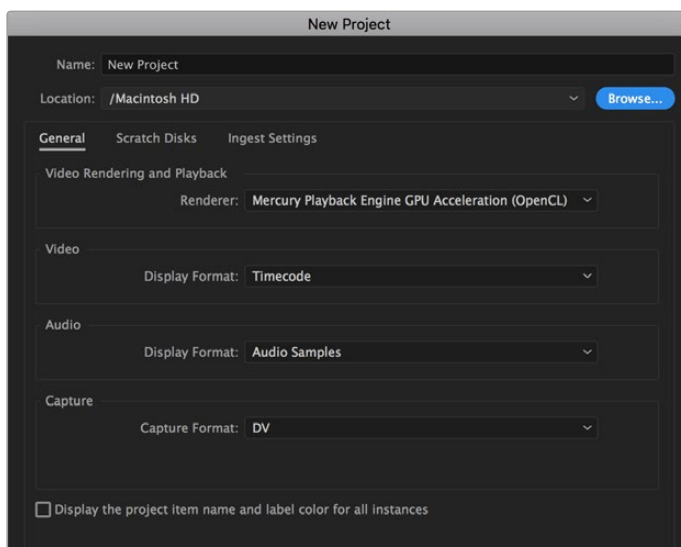 New Project
Name: New Project
Location: /Macintosh HD Browse...
General Scratch Disks Ingest Settings
Video Rendering and Playback
Renderer: Mercury Playback Engine GPU Acceleration (OpenCL)
Video
Display Format: Timecode
Audio
Display Format: Audio Samples
Capture
Capture Format: DV
Display the project item name and label color for all instances